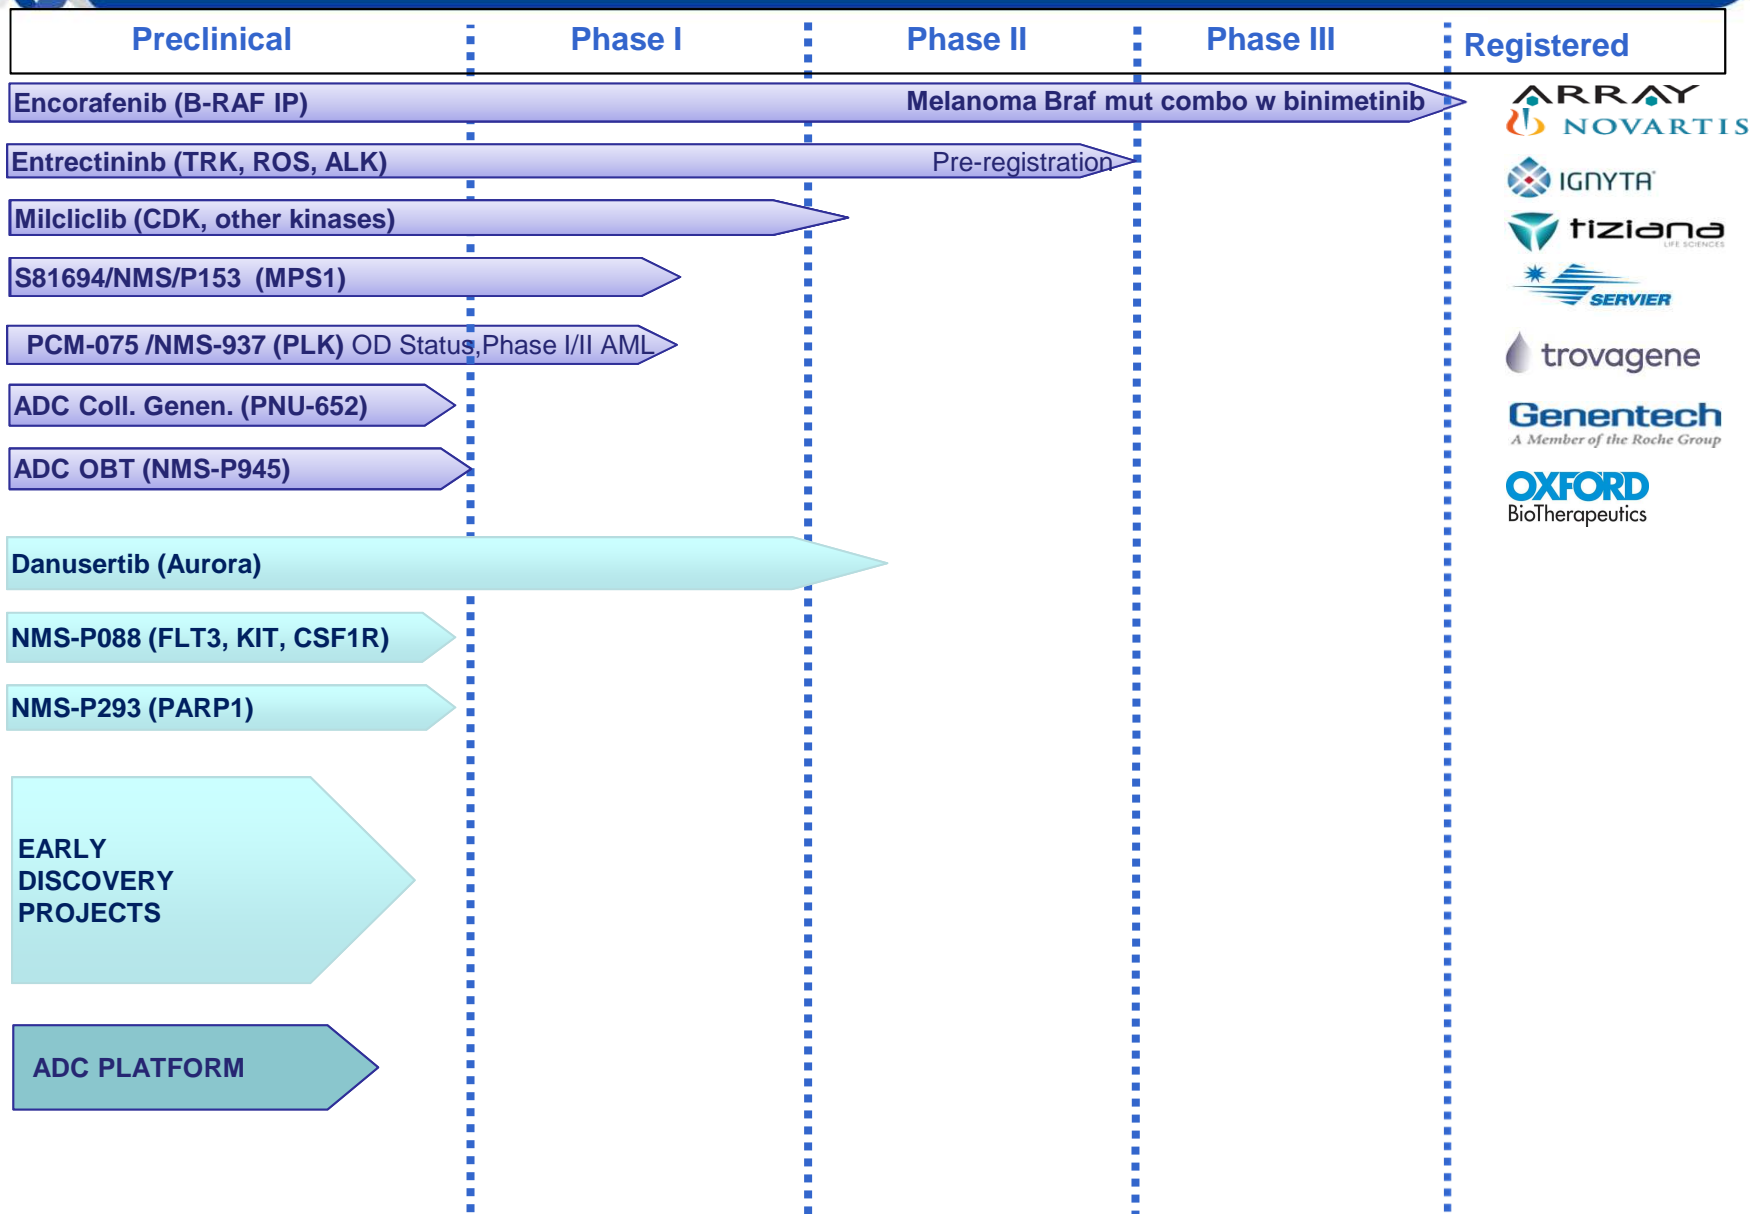 Preclinical Phase I Phase II Phase III Registered
Encorafenib (B-RAF IP) Melanoma Braf mut combo w binimetinib
ARRAY
NOVARTIS
Entrectininb (TRK, ROS, ALK) Pre-registration
IGNYTA
Milcliclib (CDK, other kinases)
tiziana
LIFE SCIENCES
S81694/NMS/P153 (MPS1)
SERVIER
PCM-075 /NMS-937 (PLK) OD Status,Phase I/II AML
trovagene
ADC Coll. Genen. (PNU-652)
Genentech
A Member of the Roche Group
ADC OBT (NMS-P945)
OXFORD
BioTherapeutics
Danusertib (Aurora)
NMS-P088 (FLT3, KIT, CSF1R)
NMS-P293 (PARP1)
EARLY
DISCOVERY
PROJECTS
ADC PLATFORM